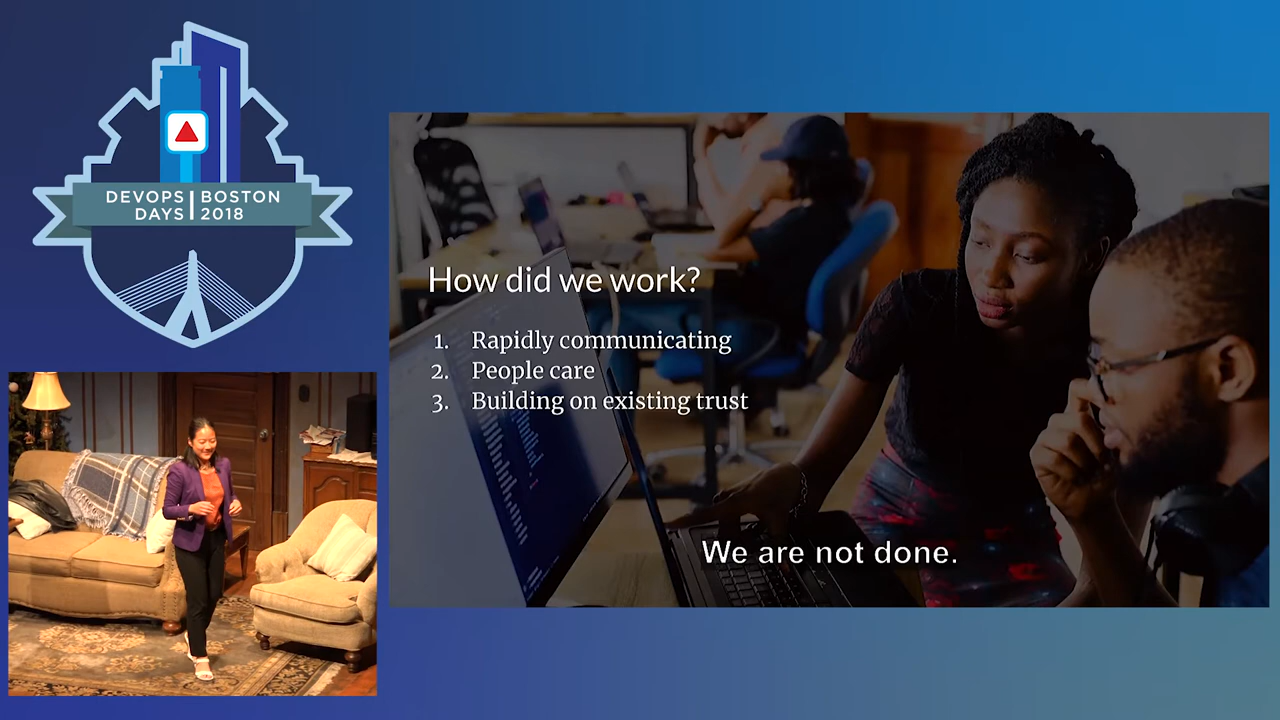 DEVOPS BOSTON
DAYS 2018
How did we work?
1. Rapidly communicating
2. People care
3. Building on existing trust
We are not done.